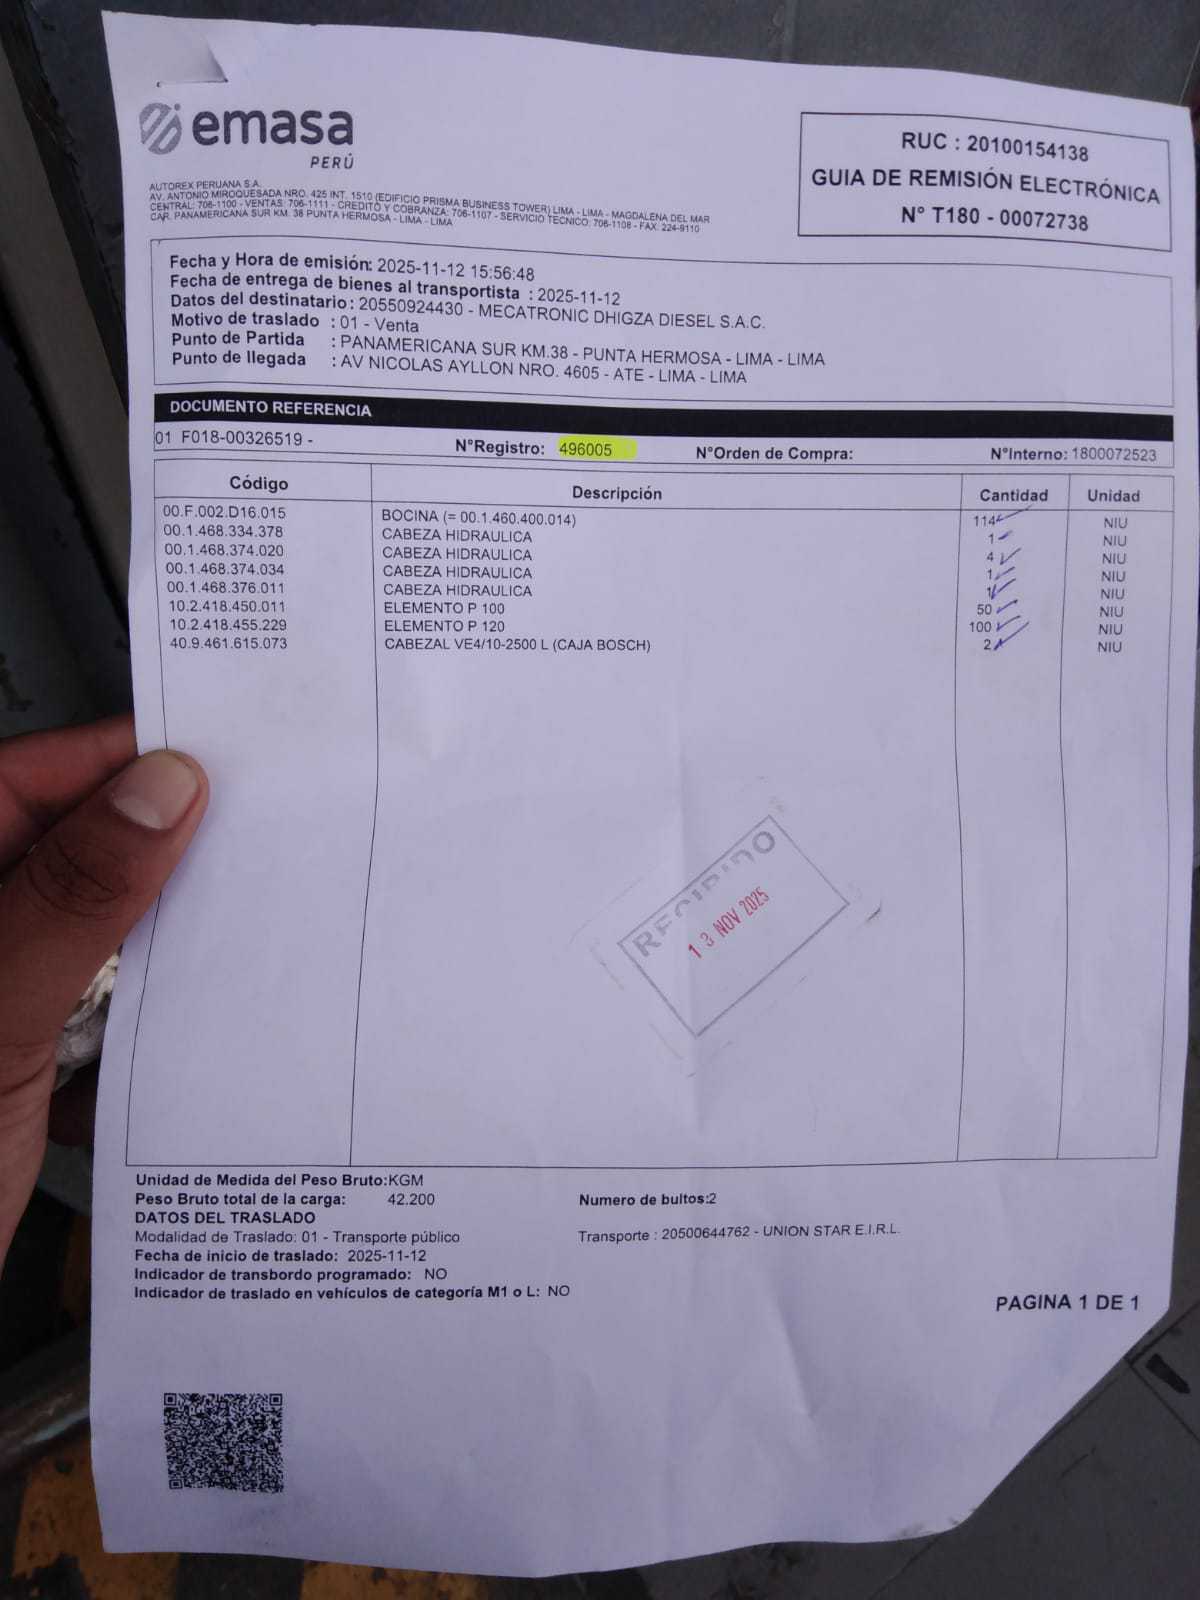 emasa
PERÚ
AUTOREX PERUANA S.A.
AV. ANTONIO MIROQUESADA NRO. 425 INT. 1510 (EDIFICIO PRISMA BUSINESS TOWER) LIMA - LIMA - MAGDALENA DEL MAR
CENTRAL: 706-1100 - VENTAS: 706-1111 - CREDITO Y COBRANZA: 706-1107 - SERVICIO TECNICO: 706-1108 - FAX: 224-9110
CAR. PANAMERICANA SUR KM. 38 PUNTA HERMOSA - LIMA - LIMA
RUC : 20100154138
GUIA DE REMISIÓN ELECTRÓNICA
N° T180 - 00072738
Fecha y Hora de emisión: 2025-11-12 15:56:48
Fecha de entrega de bienes al transportista : 2025-11-12
Datos del destinatario : 20550924430 - MECATRONIC DHIGZA DIESEL S.A.C.
Motivo de traslado : 01 - Venta
Punto de Partida : PANAMERICANA SUR KM.38 - PUNTA HERMOSA - LIMA - LIMA
Punto de llegada : AV NICOLAS AYLLON NRO. 4605 - ATE - LIMA - LIMA
DOCUMENTO REFERENCIA
01 F018-00326519 - N°Registro: 496005 N°Orden de Compra: N°Interno: 1800072523
Código Descripción Cantidad Unidad
00.F.002.D16.015 BOCINA (= 00.1.460.400.014) 114 NIU
00.1.468.334.378 CABEZA HIDRAULICA 1 NIU
00.1.468.374.020 CABEZA HIDRAULICA 4 NIU
00.1.468.374.034 CABEZA HIDRAULICA 1 NIU
00.1.468.376.011 CABEZA HIDRAULICA 1 NIU
10.2.418.450.011 ELEMENTO P 100 50 NIU
10.2.418.455.229 ELEMENTO P 120 100 NIU
40.9.461.615.073 CABEZAL VE4/10-2500 L (CAJA BOSCH) 2 NIU
RECIBIDO
13 NOV 2025
Unidad de Medida del Peso Bruto:KGM
Peso Bruto total de la carga: 42.200 Numero de bultos:2
DATOS DEL TRASLADO
Modalidad de Traslado: 01 - Transporte público Transporte : 20500644762 - UNION STAR E.I.R.L.
Fecha de inicio de traslado: 2025-11-12
Indicador de transbordo programado: NO
Indicador de traslado en vehículos de categoría M1 o L: NO
PAGINA 1 DE 1